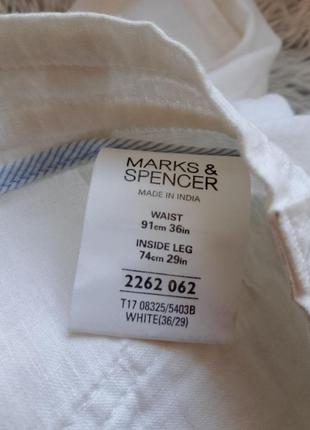 MARKS &
SPENCER
MADE IN INDIA
WAIST
91cm 36in
INSIDE LEG
74cm 29in
2262 062
T17 08325/5403B
WHITE(36/29)